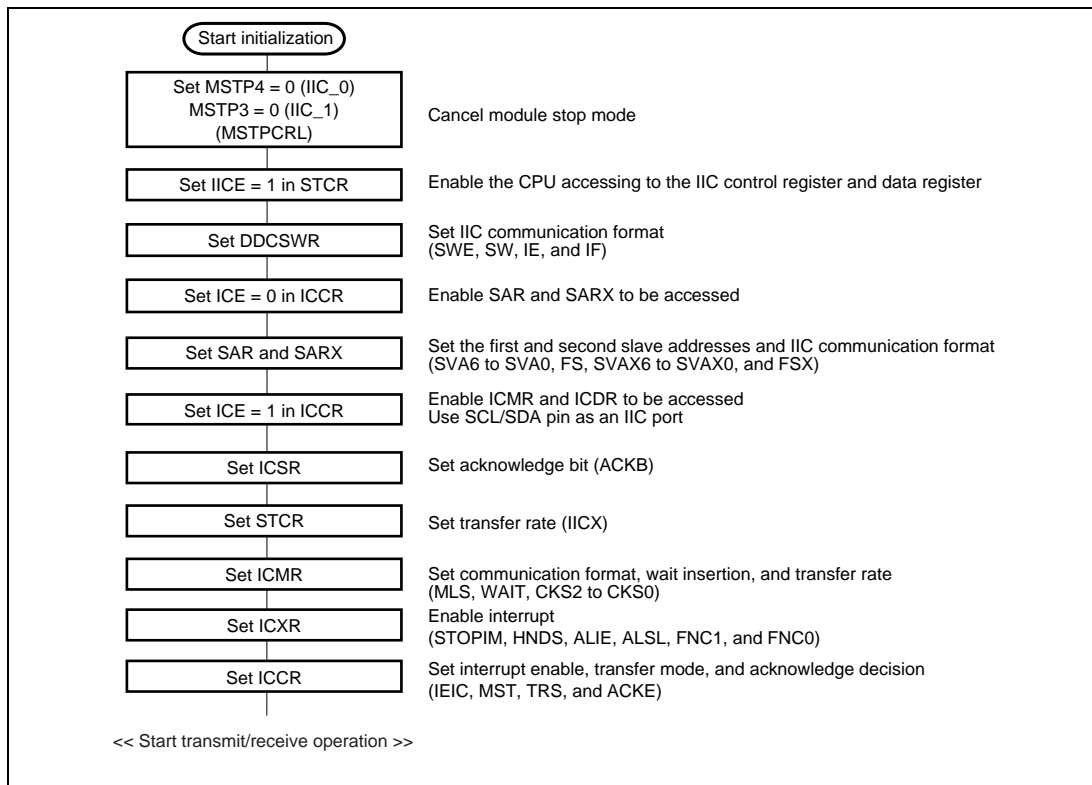 Start initialization
Set MSTP4 = 0 (IIC_0)
MSTP3 = 0 (IIC_1)
(MSTPCRL)
Cancel module stop mode
Set IICE = 1 in STCR
Enable the CPU accessing to the IIC control register and data register
Set DDCSWR
Set IIC communication format
(SWE, SW, IE, and IF)
Set ICE = 0 in ICCR
Enable SAR and SARX to be accessed
Set SAR and SARX
Set the first and second slave addresses and IIC communication format
(SVA6 to SVA0, FS, SVAX6 to SVAX0, and FSX)
Set ICE = 1 in ICCR
Enable ICMR and ICDR to be accessed
Use SCL/SDA pin as an IIC port
Set ICSR
Set acknowledge bit (ACKB)
Set STCR
Set transfer rate (IICX)
Set ICMR
Set communication format, wait insertion, and transfer rate
(MLS, WAIT, CKS2 to CKS0)
Set ICXR
Enable interrupt
(STOPIM, HNDS, ALIE, ALSL, FNC1, and FNC0)
Set ICCR
Set interrupt enable, transfer mode, and acknowledge decision
(IEIC, MST, TRS, and ACKE)
<< Start transmit/receive operation >>